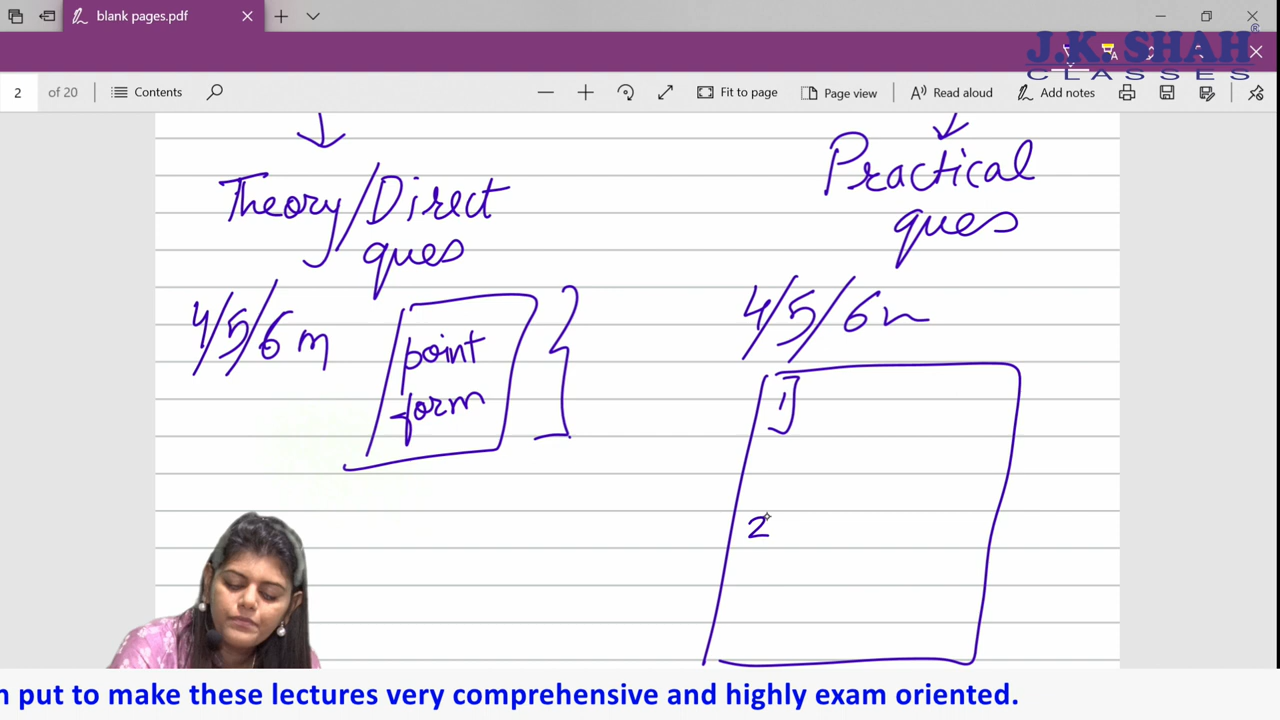 blank pages.pdf
J.K. SHAH®
CLASSES
2 of 20 Contents Fit to page Page view Read aloud Add notes
Theory/Direct
ques
Practical
ques
4/5/6 m
point
form
4/5/6 m
1]
2
n put to make these lectures very comprehensive and highly exam oriented.